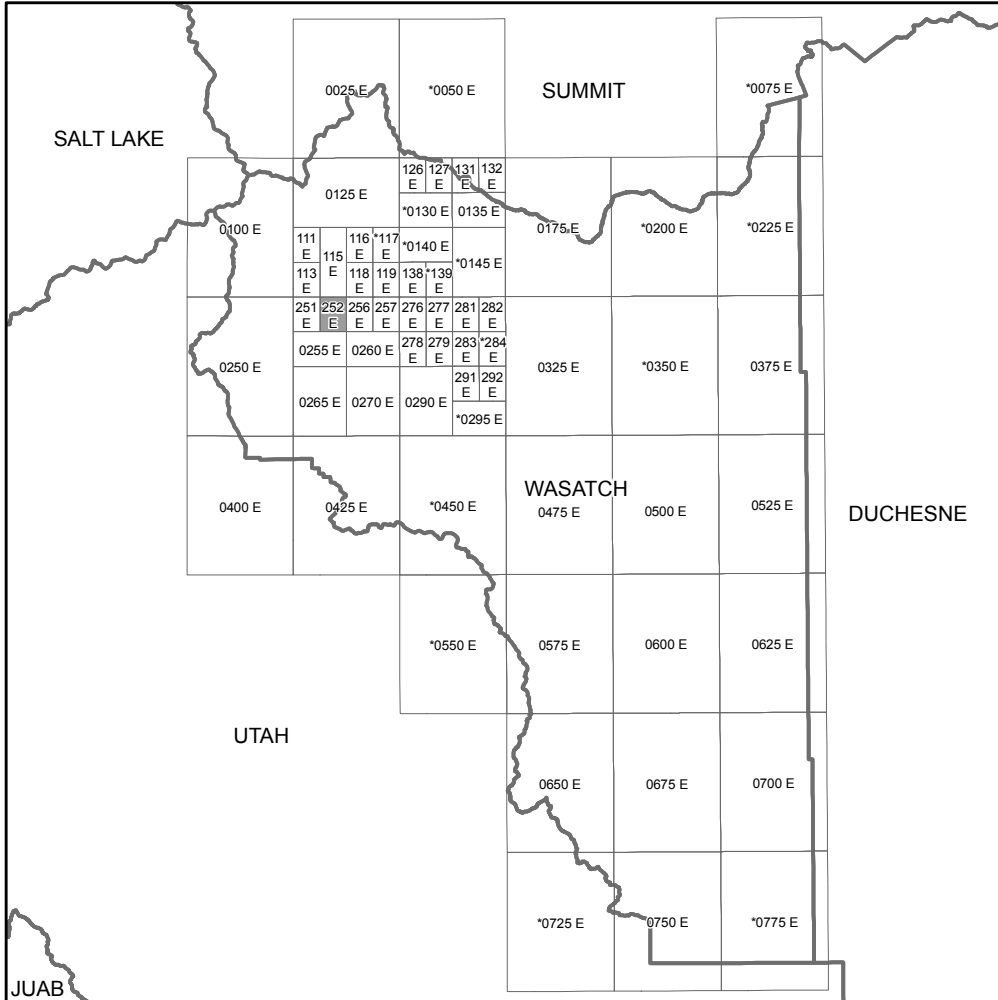 0025 E
*0050 E
SUMMIT
*0075 E
SALT LAKE
126
E
127
E
131
E
132
E
0125 E
*0130 E
0135 E
0100 E
0175 E
*0200 E
*0225 E
111
E
115
E
116
E
*117
E
*0140 E
*0145 E
113
E
118
E
119
E
138
E
*139
E
251
E
252
E
256
E
257
E
276
E
277
E
281
E
282
E
0250 E
0255 E
0260 E
278
E
279
E
283
E
*284
E
0325 E
*0350 E
0375 E
0265 E
0270 E
0290 E
291
E
292
E
*0295 E
WASATCH
0400 E
0425 E
*0450 E
0475 E
0500 E
0525 E
DUCHESNE
*0550 E
0575 E
0600 E
0625 E
UTAH
0650 E
0675 E
0700 E
*0725 E
0750 E
*0775 E
JUAB